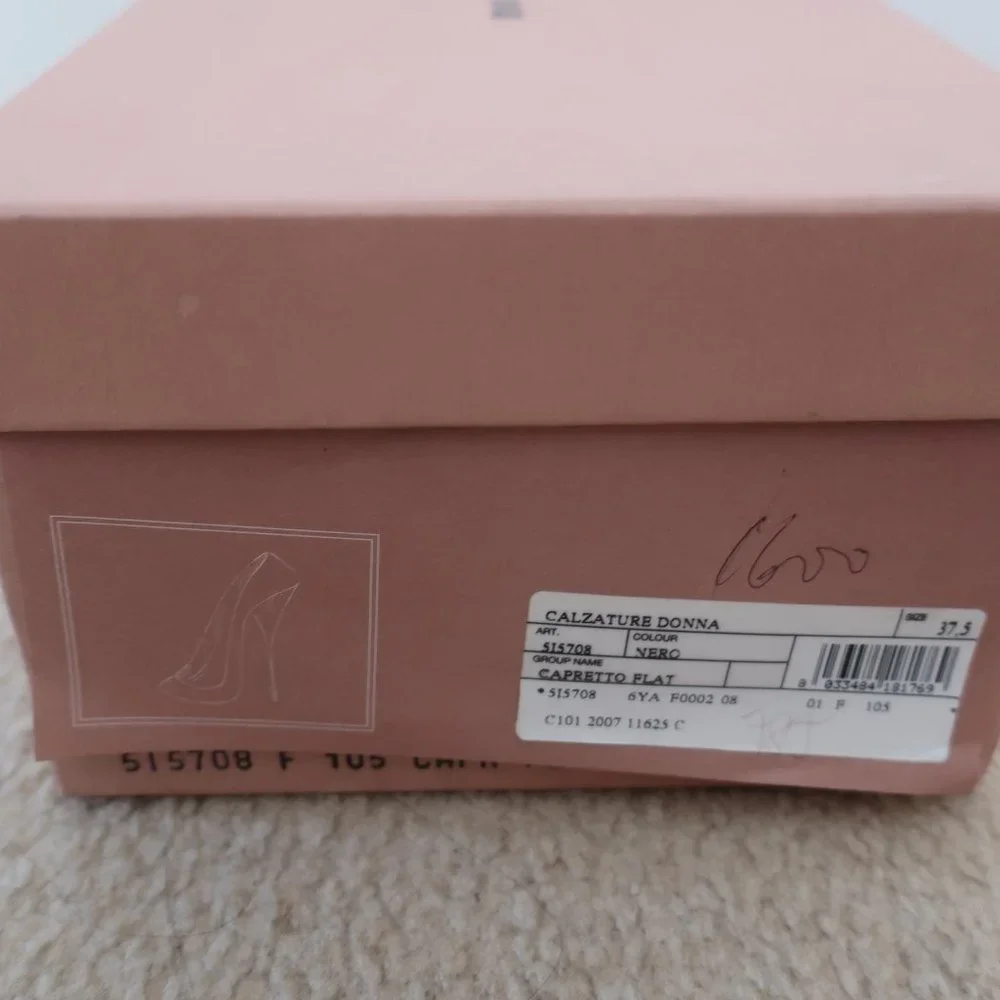 1600
CALZATURE DONNA
SIZE 37.5
ART. 5I5708
COLOUR NERO
GROUP NAME CAPRETTO FLAT
8 033484 181769
*5I5708 6YA F0002 08 01 F 105
C101 2007 11625 C
5I5708 F 105